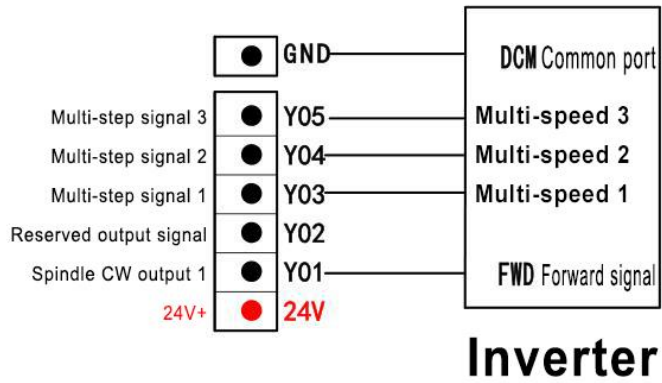 GND DCM Common port
Multi-step signal 3 Y05 Multi-speed 3
Multi-step signal 2 Y04 Multi-speed 2
Multi-step signal 1 Y03 Multi-speed 1
Reserved output signal Y02
Spindle CW output 1 Y01 FWD Forward signal
24V+ 24V
Inverter